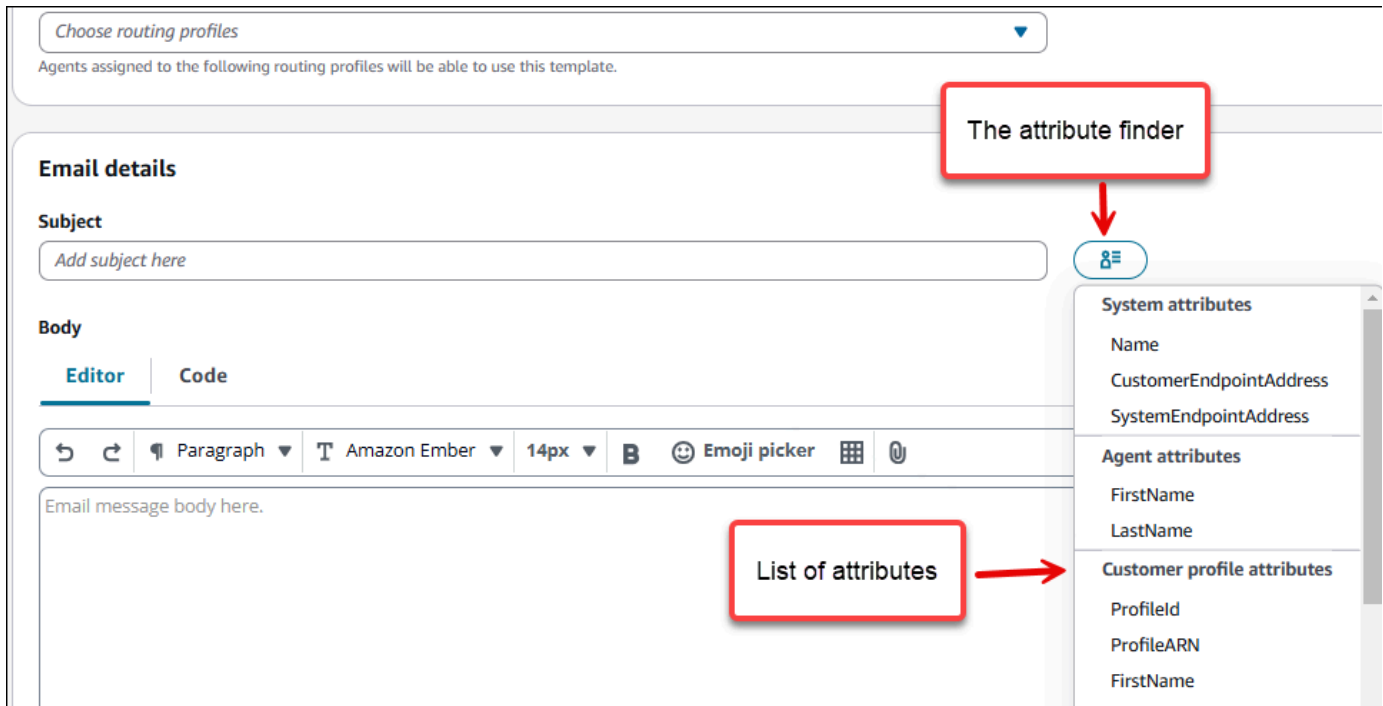 Choose routing profiles
Agents assigned to the following routing profiles will be able to use this template.
The attribute finder
Email details
Subject
Add subject here
Body
Editor
Code
Paragraph
Amazon Ember
14px
B
Emoji picker
Email message body here.
List of attributes
System attributes
Name
CustomerEndpointAddress
SystemEndpointAddress
Agent attributes
FirstName
LastName
Customer profile attributes
ProfileId
ProfileARN
FirstName